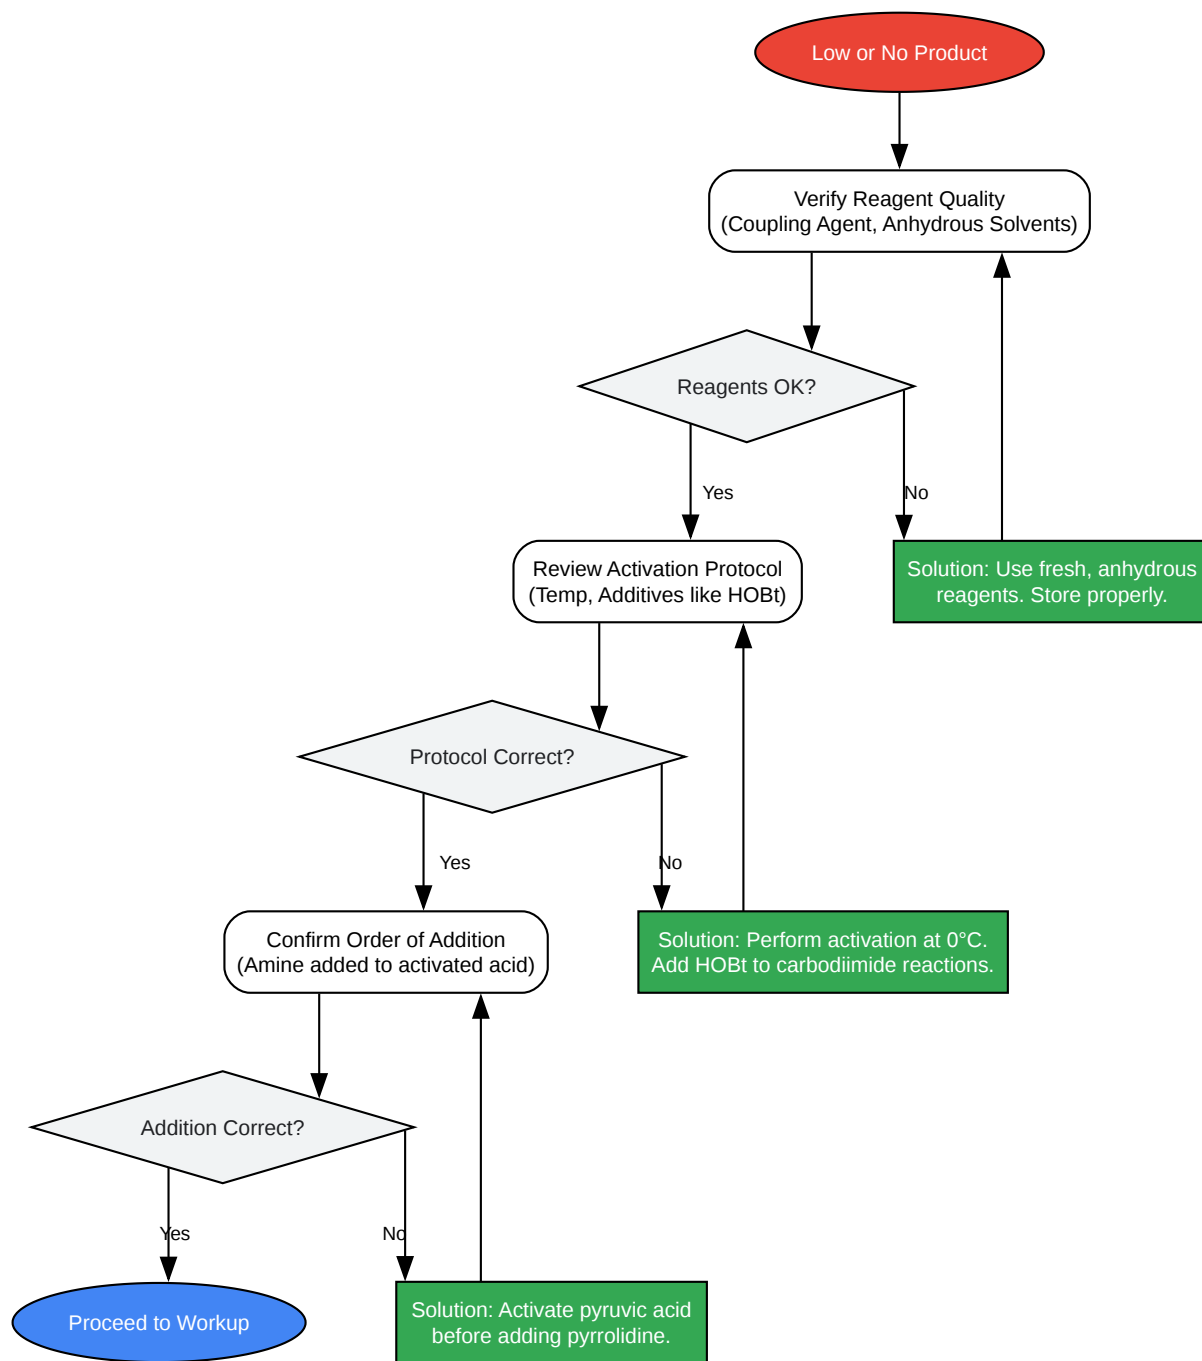 Low or No Product
Verify Reagent Quality
(Coupling Agent, Anhydrous Solvents)
Reagents OK?
Yes
No
Review Activation Protocol
(Temp, Additives like HOBt)
Solution: Use fresh, anhydrous
reagents. Store properly.
Protocol Correct?
Yes
No
Confirm Order of Addition
(Amine added to activated acid)
Solution: Perform activation at 0°C.
Add HOBt to carbodiimide reactions.
Addition Correct?
Yes
No
Proceed to Workup
Solution: Activate pyruvic acid
before adding pyrrolidine.